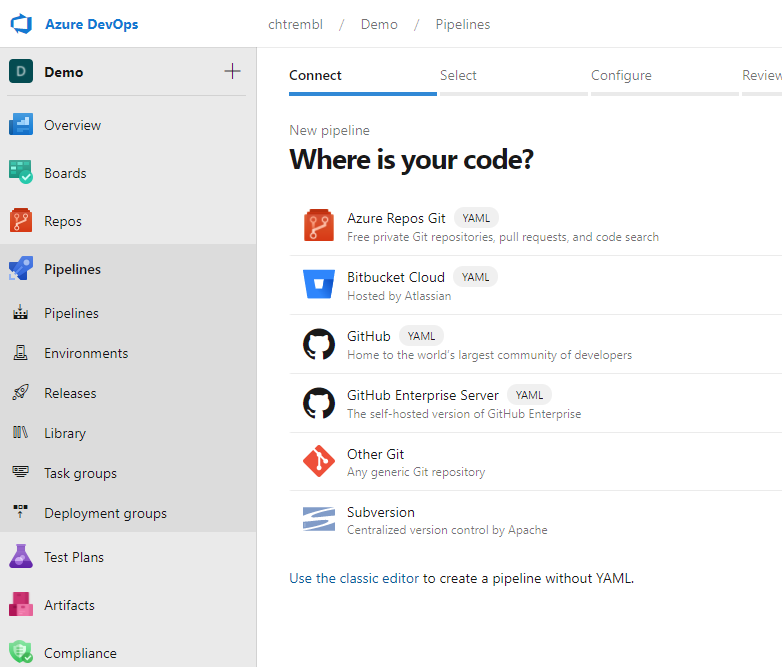 Azure DevOps
chtrembl / Demo / Pipelines
D Demo
Overview
Boards
Repos
Pipelines
Pipelines
Environments
Releases
Library
Task groups
Deployment groups
Test Plans
Artifacts
Compliance
Connect Select Configure Review
New pipeline
Where is your code?
Azure Repos Git YAML
Free private Git repositories, pull requests, and code search
Bitbucket Cloud YAML
Hosted by Atlassian
GitHub YAML
Home to the world's largest community of developers
GitHub Enterprise Server YAML
The self-hosted version of GitHub Enterprise
Other Git
Any generic Git repository
Subversion
Centralized version control by Apache
Use the classic editor to create a pipeline without YAML.